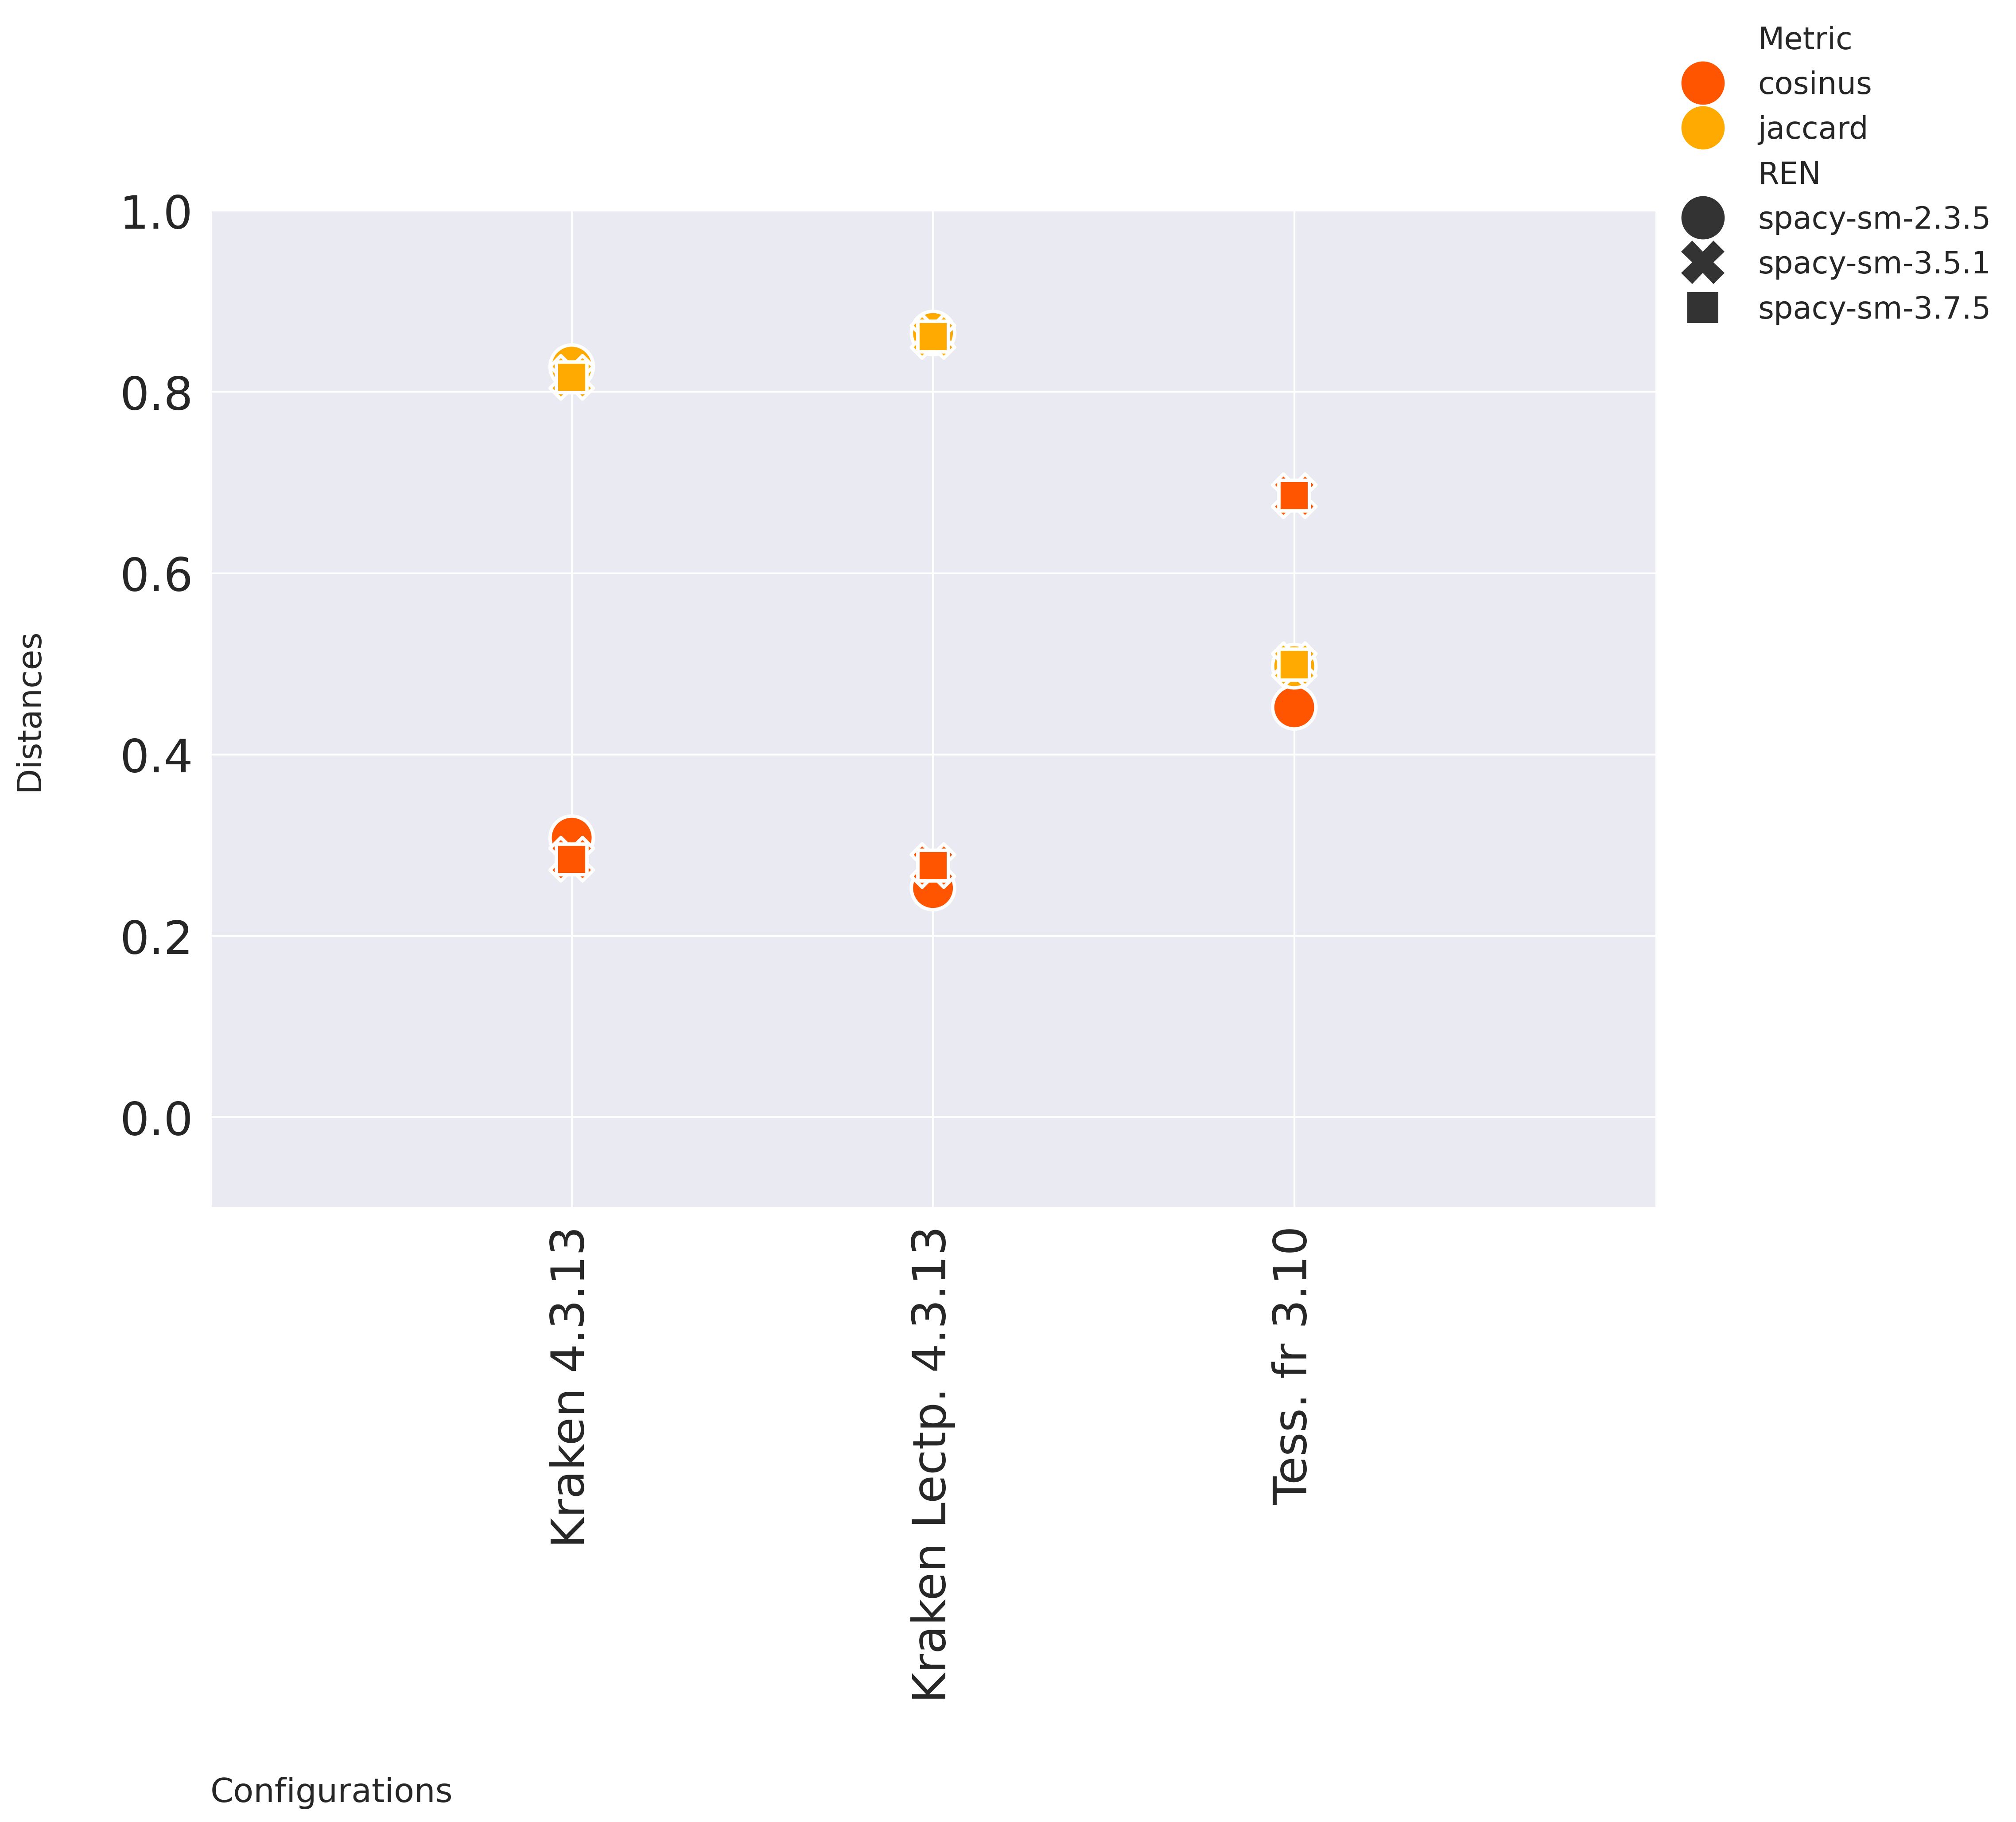 Metric
cosinus
jaccard
REN
spacy-sm-2.3.5
spacy-sm-3.5.1
spacy-sm-3.7.5
1.0
0.8
0.6
0.4
0.2
0.0
Distances
Kraken 4.3.13
Kraken Lectp. 4.3.13
Tess. fr 3.10
Configurations